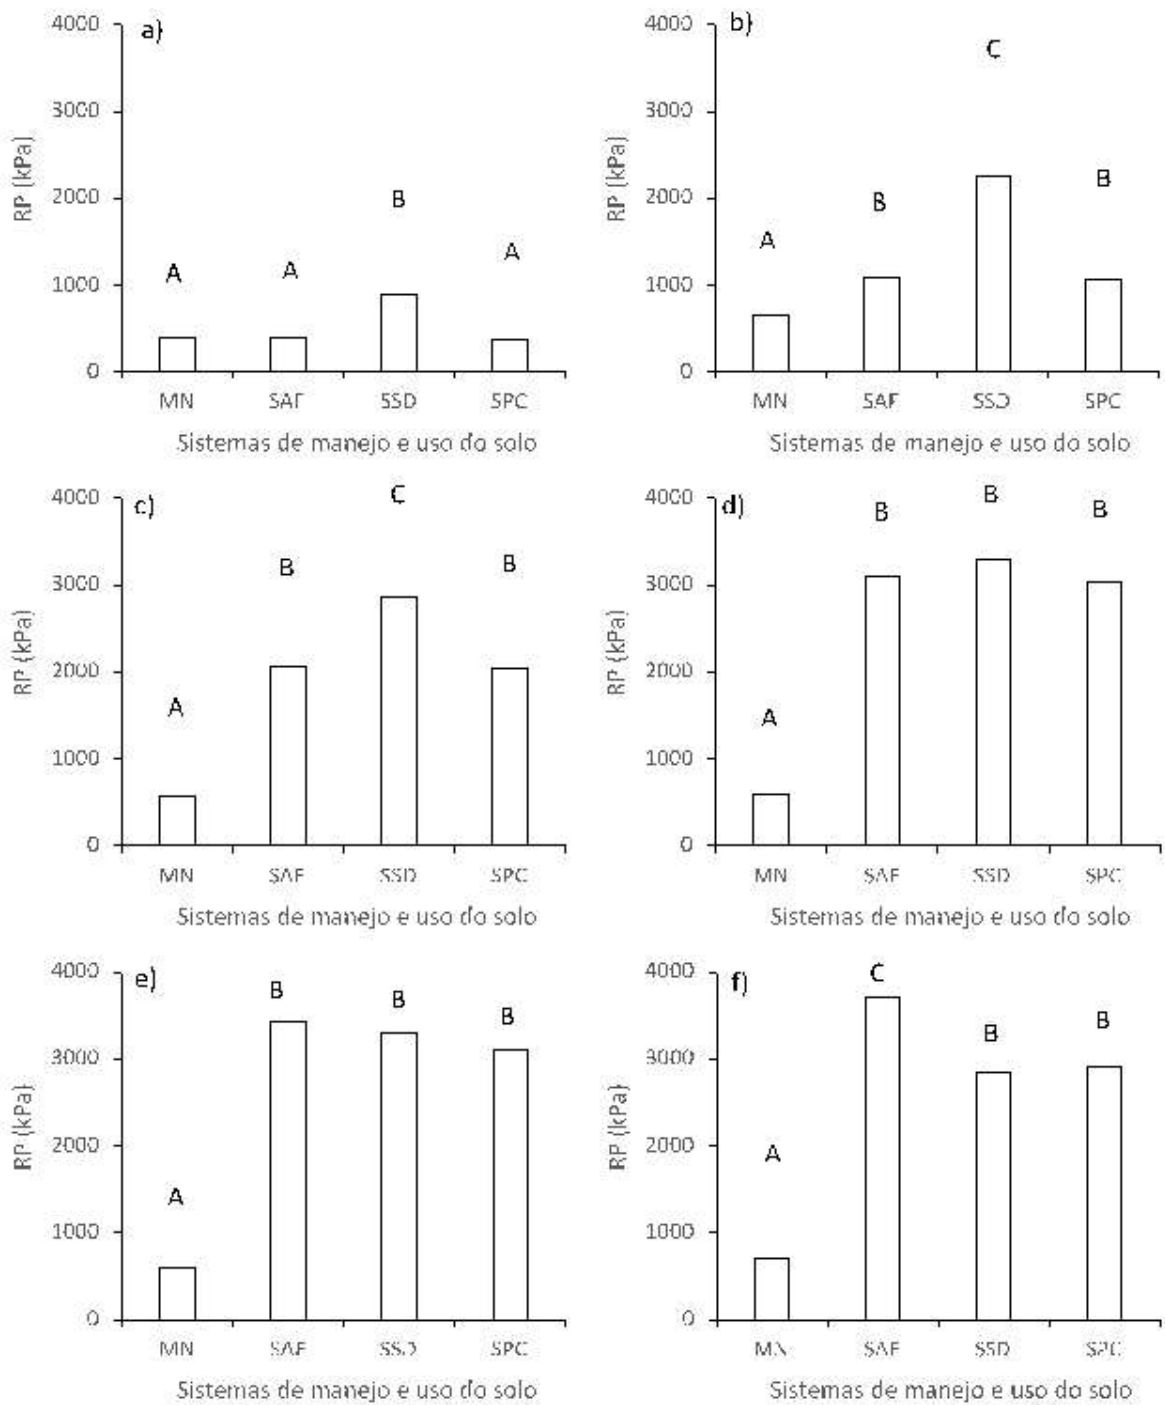 a)
RP (kPa)
4000
3000
2000
1000
0
A
A
B
A
MN SAF SSD SPC
Sistemas de manejo e uso do solo
b)
RP (kPa)
4000
3000
2000
1000
0
A
B
C
B
MN SAF SSD SPC
Sistemas de manejo e uso do solo
c)
RP (kPa)
4000
3000
2000
1000
0
A
B
C
B
MN SAF SSD SPC
Sistemas de manejo e uso do solo
d)
RP (kPa)
4000
3000
2000
1000
0
A
B
B
B
MN SAF SSD SPC
Sistemas de manejo e uso do solo
e)
RP (kPa)
4000
3000
2000
1000
0
A
B
B
B
MN SAF SSD SPC
Sistemas de manejo e uso do solo
f)
RP (kPa)
4000
3000
2000
1000
0
A
C
B
B
MN SAF SSD SPC
Sistemas de manejo e uso do solo